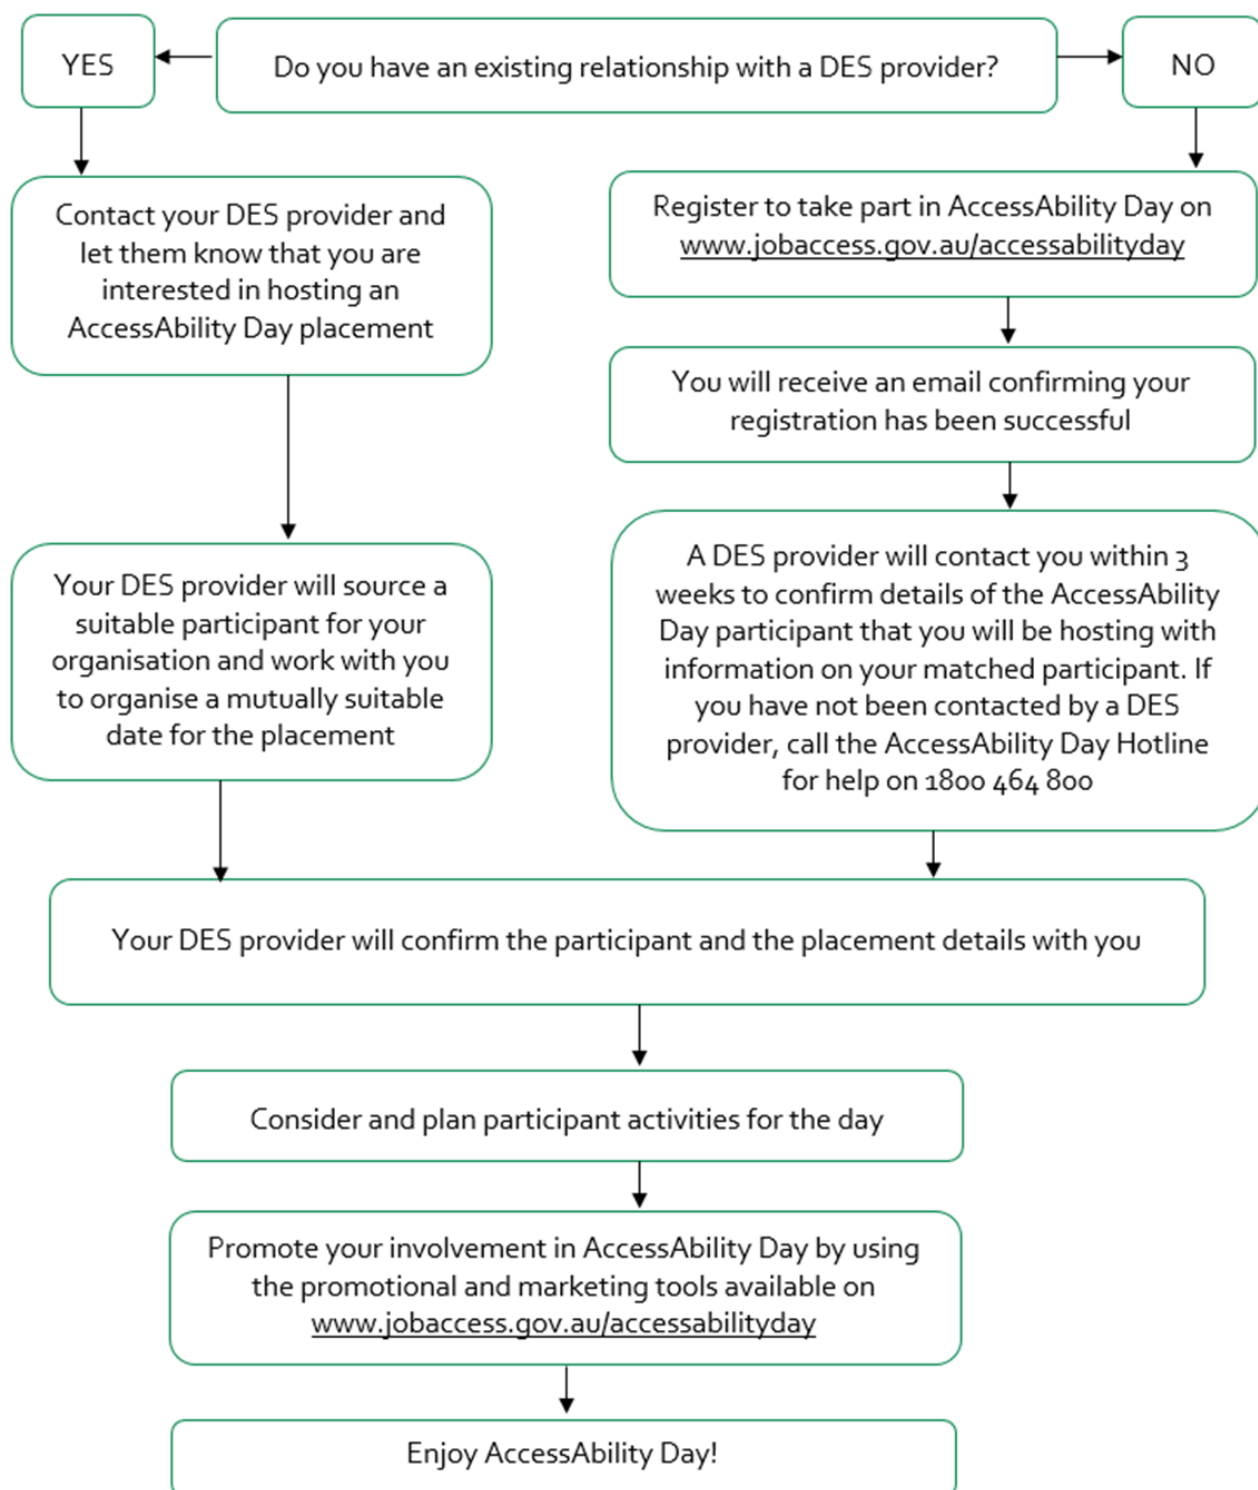 YES
Do you have an existing relationship with a DES provider?
NO
Contact your DES provider and
let them know that you are
interested in hosting an
AccessAbility Day placement
Register to take part in AccessAbility Day on
www.jobaccess.gov.au/accessabilityday
You will receive an email confirming your
registration has been successful
Your DES provider will source a
suitable participant for your
organisation and work with you
to organise a mutually suitable
date for the placement
A DES provider will contact you within 3
weeks to confirm details of the AccessAbility
Day participant that you will be hosting with
information on your matched participant. If
you have not been contacted by a DES
provider, call the AccessAbility Day Hotline
for help on 1800 464 800
Your DES provider will confirm the participant and the placement details with you
Consider and plan participant activities for the day
Promote your involvement in AccessAbility Day by using
the promotional and marketing tools available on
www.jobaccess.gov.au/accessabilityday
Enjoy AccessAbility Day!